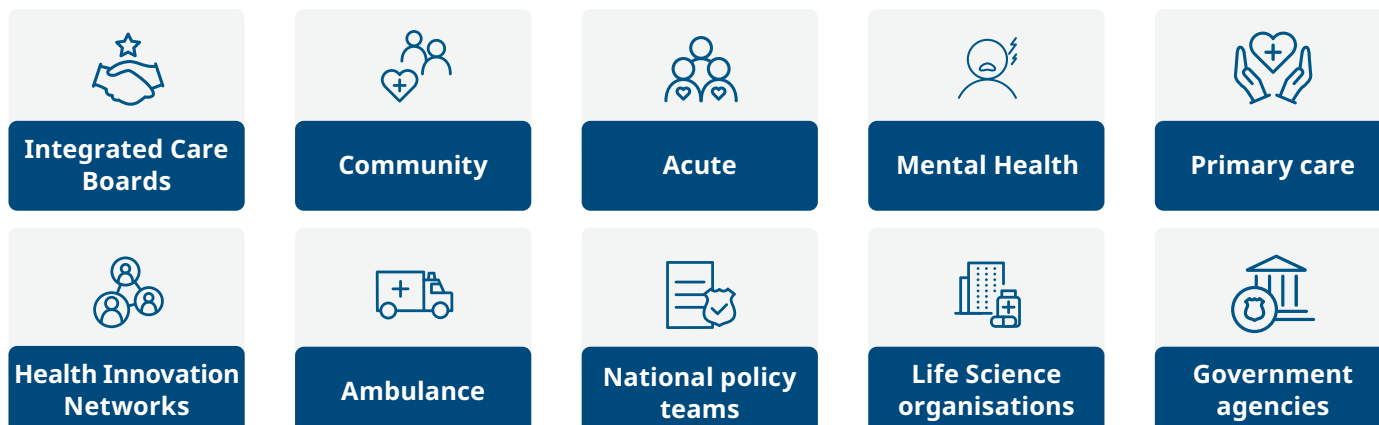 Integrated Care
Boards
Community
Acute
Mental Health
Primary care
Health Innovation
Networks
Ambulance
National policy
teams
Life Science
organisations
Government
agencies